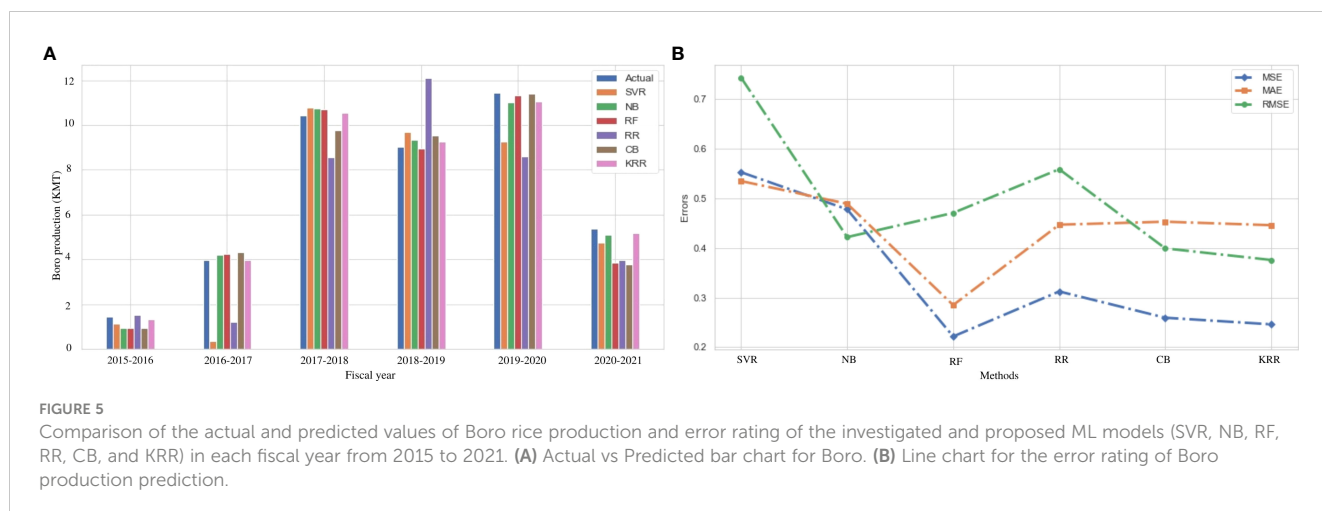 A
12
10
8
6
4
2
0
Boro production (KMT)
Actual
SVR
NB
RF
RR
CB
KRR
2015-2016
2016-2017
2017-2018
2018-2019
2019-2020
2020-2021
Fiscal year
B
0.7
0.6
0.5
0.4
0.3
0.2
Errors
MSE
MAE
RMSE
SVR
NB
RF
RR
CB
KRR
Methods
FIGURE 5
Comparison of the actual and predicted values of Boro rice production and error rating of the investigated and proposed ML models (SVR, NB, RF,
RR, CB, and KRR) in each fiscal year from 2015 to 2021. (A) Actual vs Predicted bar chart for Boro. (B) Line chart for the error rating of Boro
production prediction.